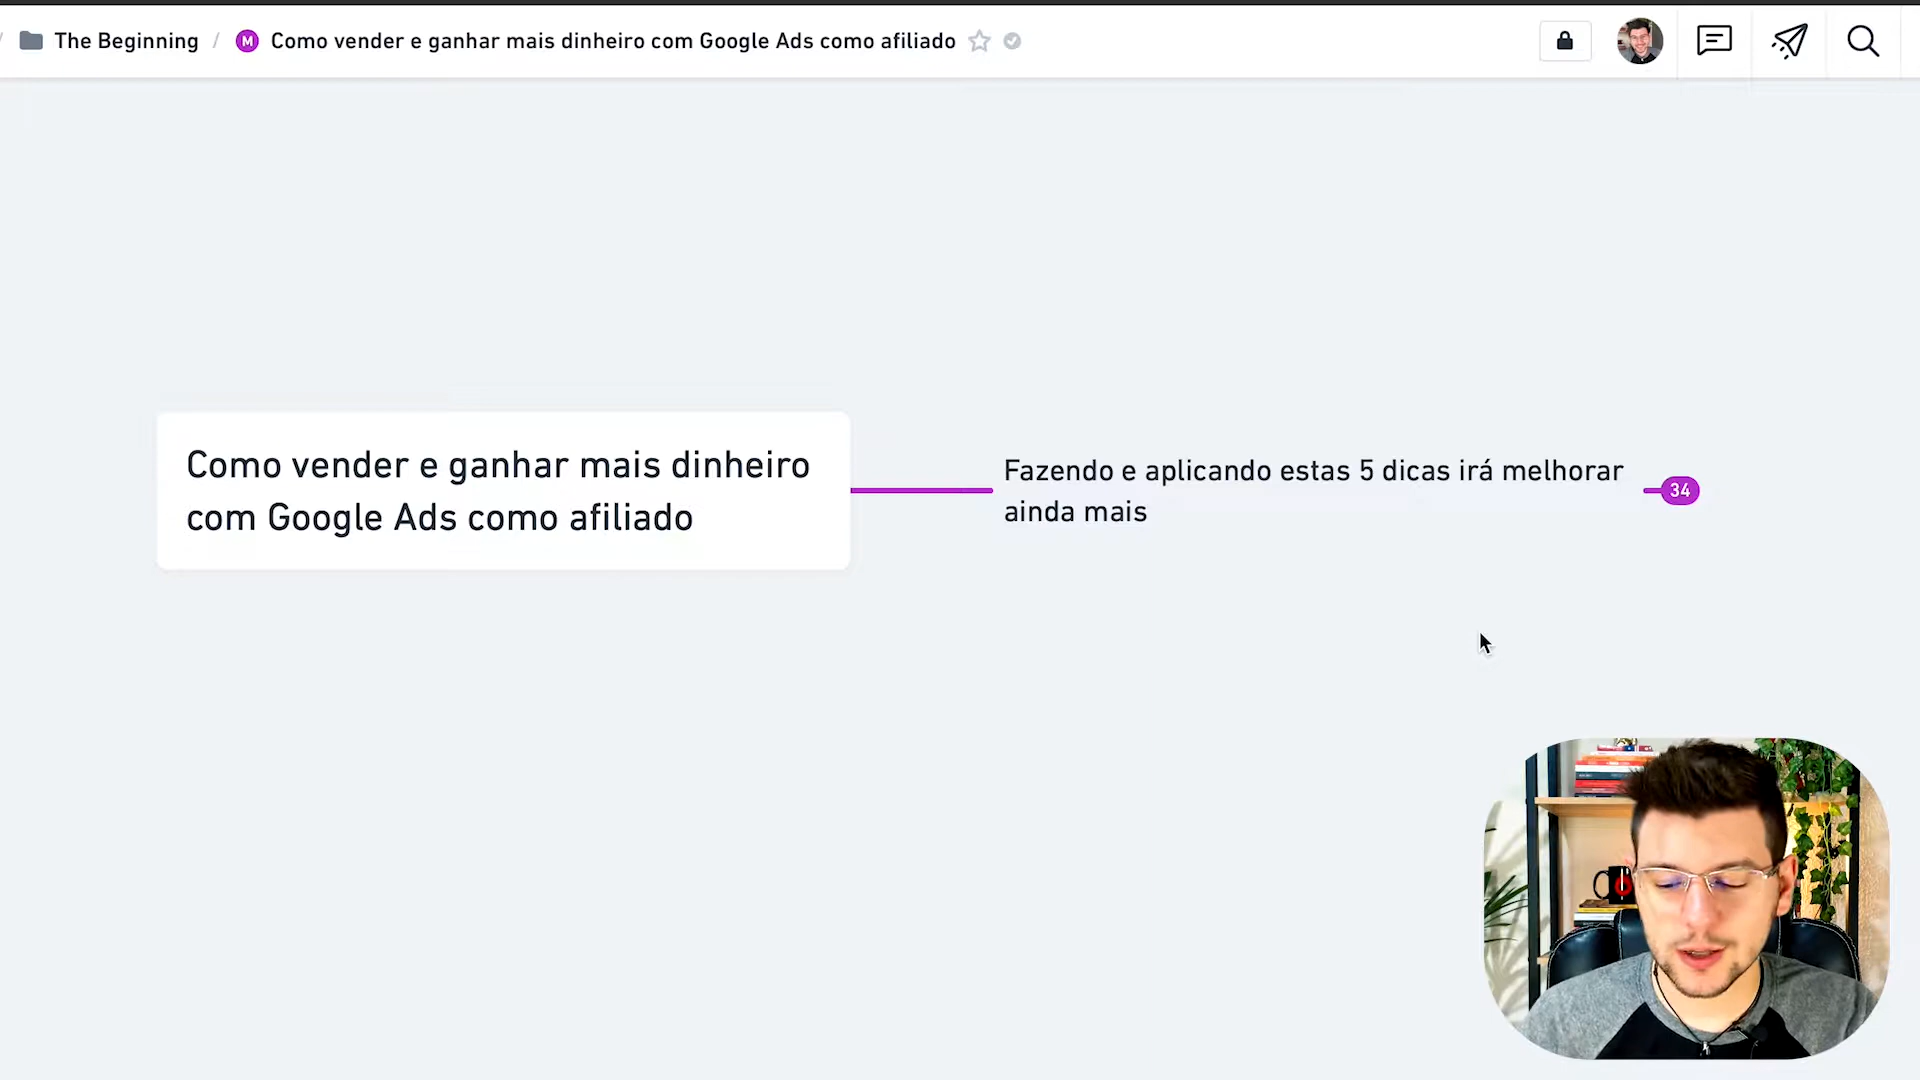 / The Beginning / M Como vender e ganhar mais dinheiro com Google Ads como afiliado
Como vender e ganhar mais dinheiro
com Google Ads como afiliado
Fazendo e aplicando estas 5 dicas irá melhorar
ainda mais
34